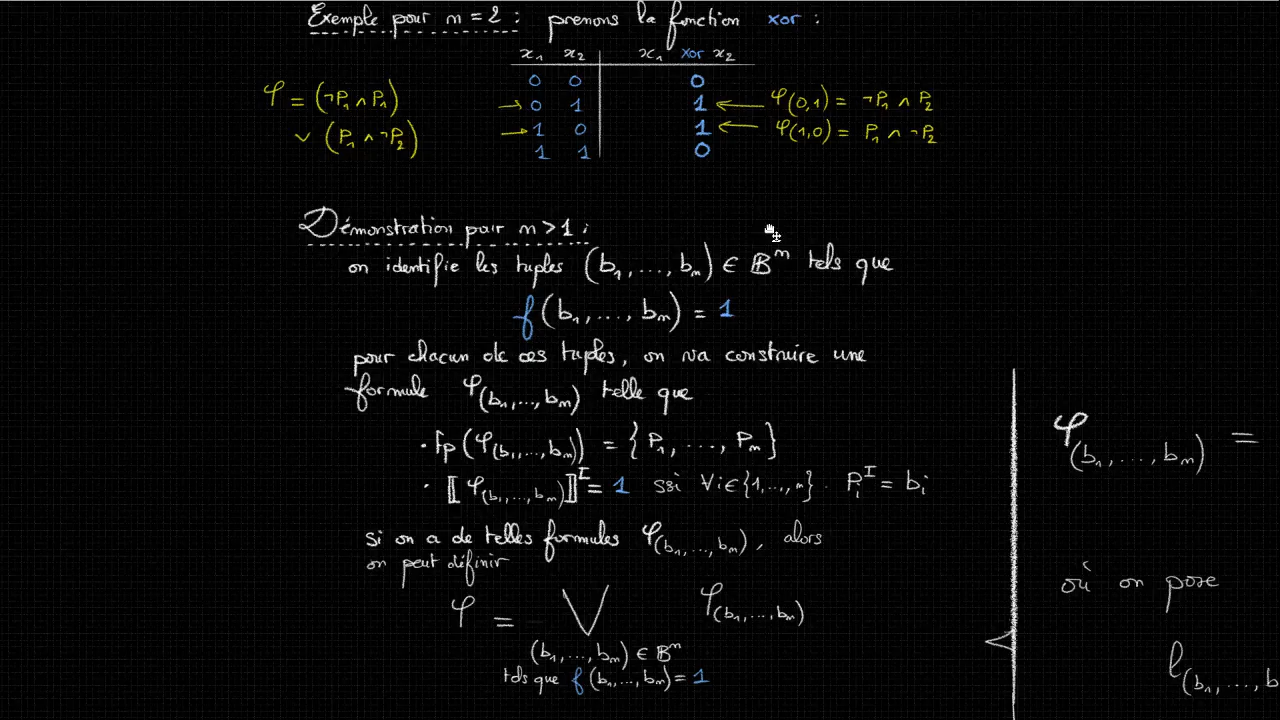 Exemple pour n = 2 : prenons la fonction xor :
x₁ x₂ x₁ xor x₂
0 0 0
φ = (¬P₁ ∧ P₁) → 0 1 1 ← φ(0,1) = ¬P₁ ∧ P₂
∨ (P₁ ∧ ¬P₂) → 1 0 1 ← φ(1,0) = P₁ ∧ ¬P₂
1 1 0
Démonstration pour n > 1 :
on identifie les tuples (b₁, ..., bₙ) ∈ 𝔹ⁿ tels que
f(b₁, ..., bₙ) = 1
pour chacun de ces tuples, on va construire une
formule φ(b₁, ..., bₙ) telle que
• fp(φ(b₁, ..., bₙ)) = {P₁, ..., Pₙ}
• ⟦φ(b₁, ..., bₙ)⟧ᴵ = 1 ssi ∀i ∈ {1, ..., n} . Pᵢᴵ = bᵢ
si on a de telles formules φ(b₁, ..., bₙ), alors
on peut définir
φ = ⋁ φ(b₁, ..., bₙ)
(b₁, ..., bₙ) ∈ 𝔹ⁿ
tels que f(b₁, ..., bₙ) = 1
φ(b₁, ..., bₙ) =
où on pose
l(b₁, ..., b